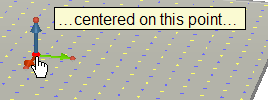 …centered on this point…